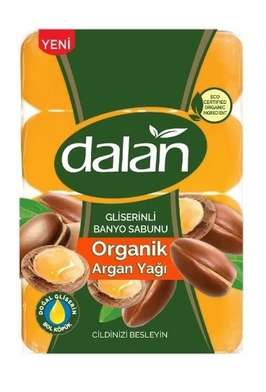 YENİ
ECO
CERTIFIED
ORGANIC
INGREDIENT
dalan
GLİSERİNLİ
BANYO SABUNU
Organik
Argan Yağı
DOĞAL GLİSERİN
BOL KÖPÜK
CİLDİNİZİ BESLEYİN